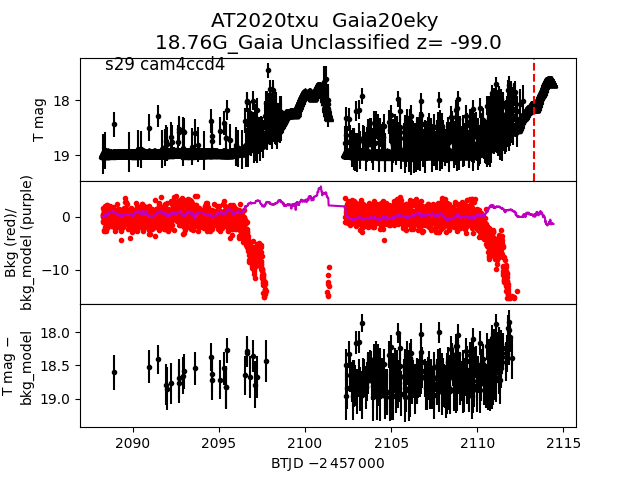 AT2020txu  Gaia20eky
18.76G_Gaia Unclassified z= -99.0
s29 cam4ccd4
T mag
18
19
Bkg (red)/
bkg_model (purple)
0
−10
T mag −
bkg_model
18.0
18.5
19.0
2090
2095
2100
2105
2110
2115
BTJD −2 457 000